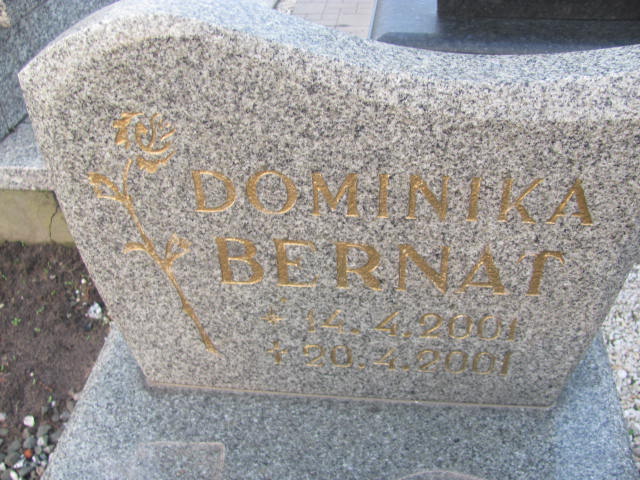 DOMINIKA
BERNAT
* 14. 4. 2001
† 20. 4. 2001